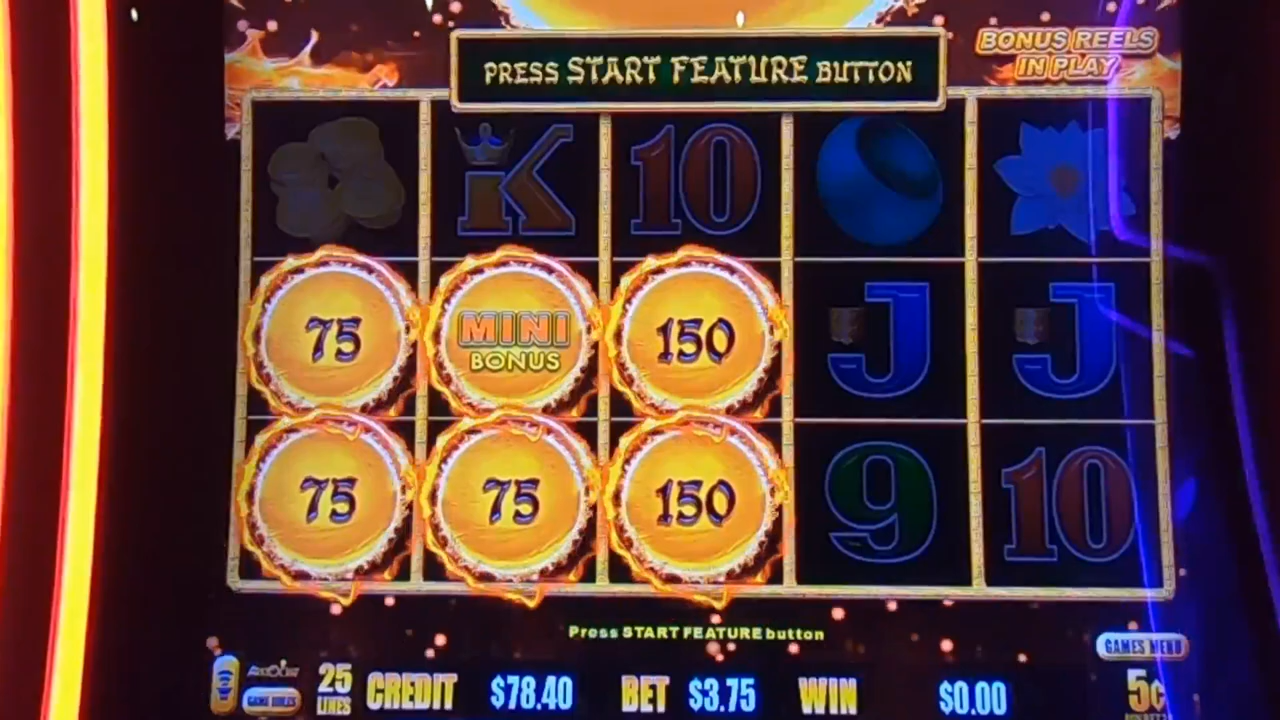 BONUS REELS
IN PLAY
PRESS START FEATURE BUTTON
K 10
75 MINI BONUS 150 J J
75 75 150 9 10
Press START FEATURE button
GAMES MENU
25 LINES CREDIT $78.40 BET $3.75 WIN $0.00 5¢